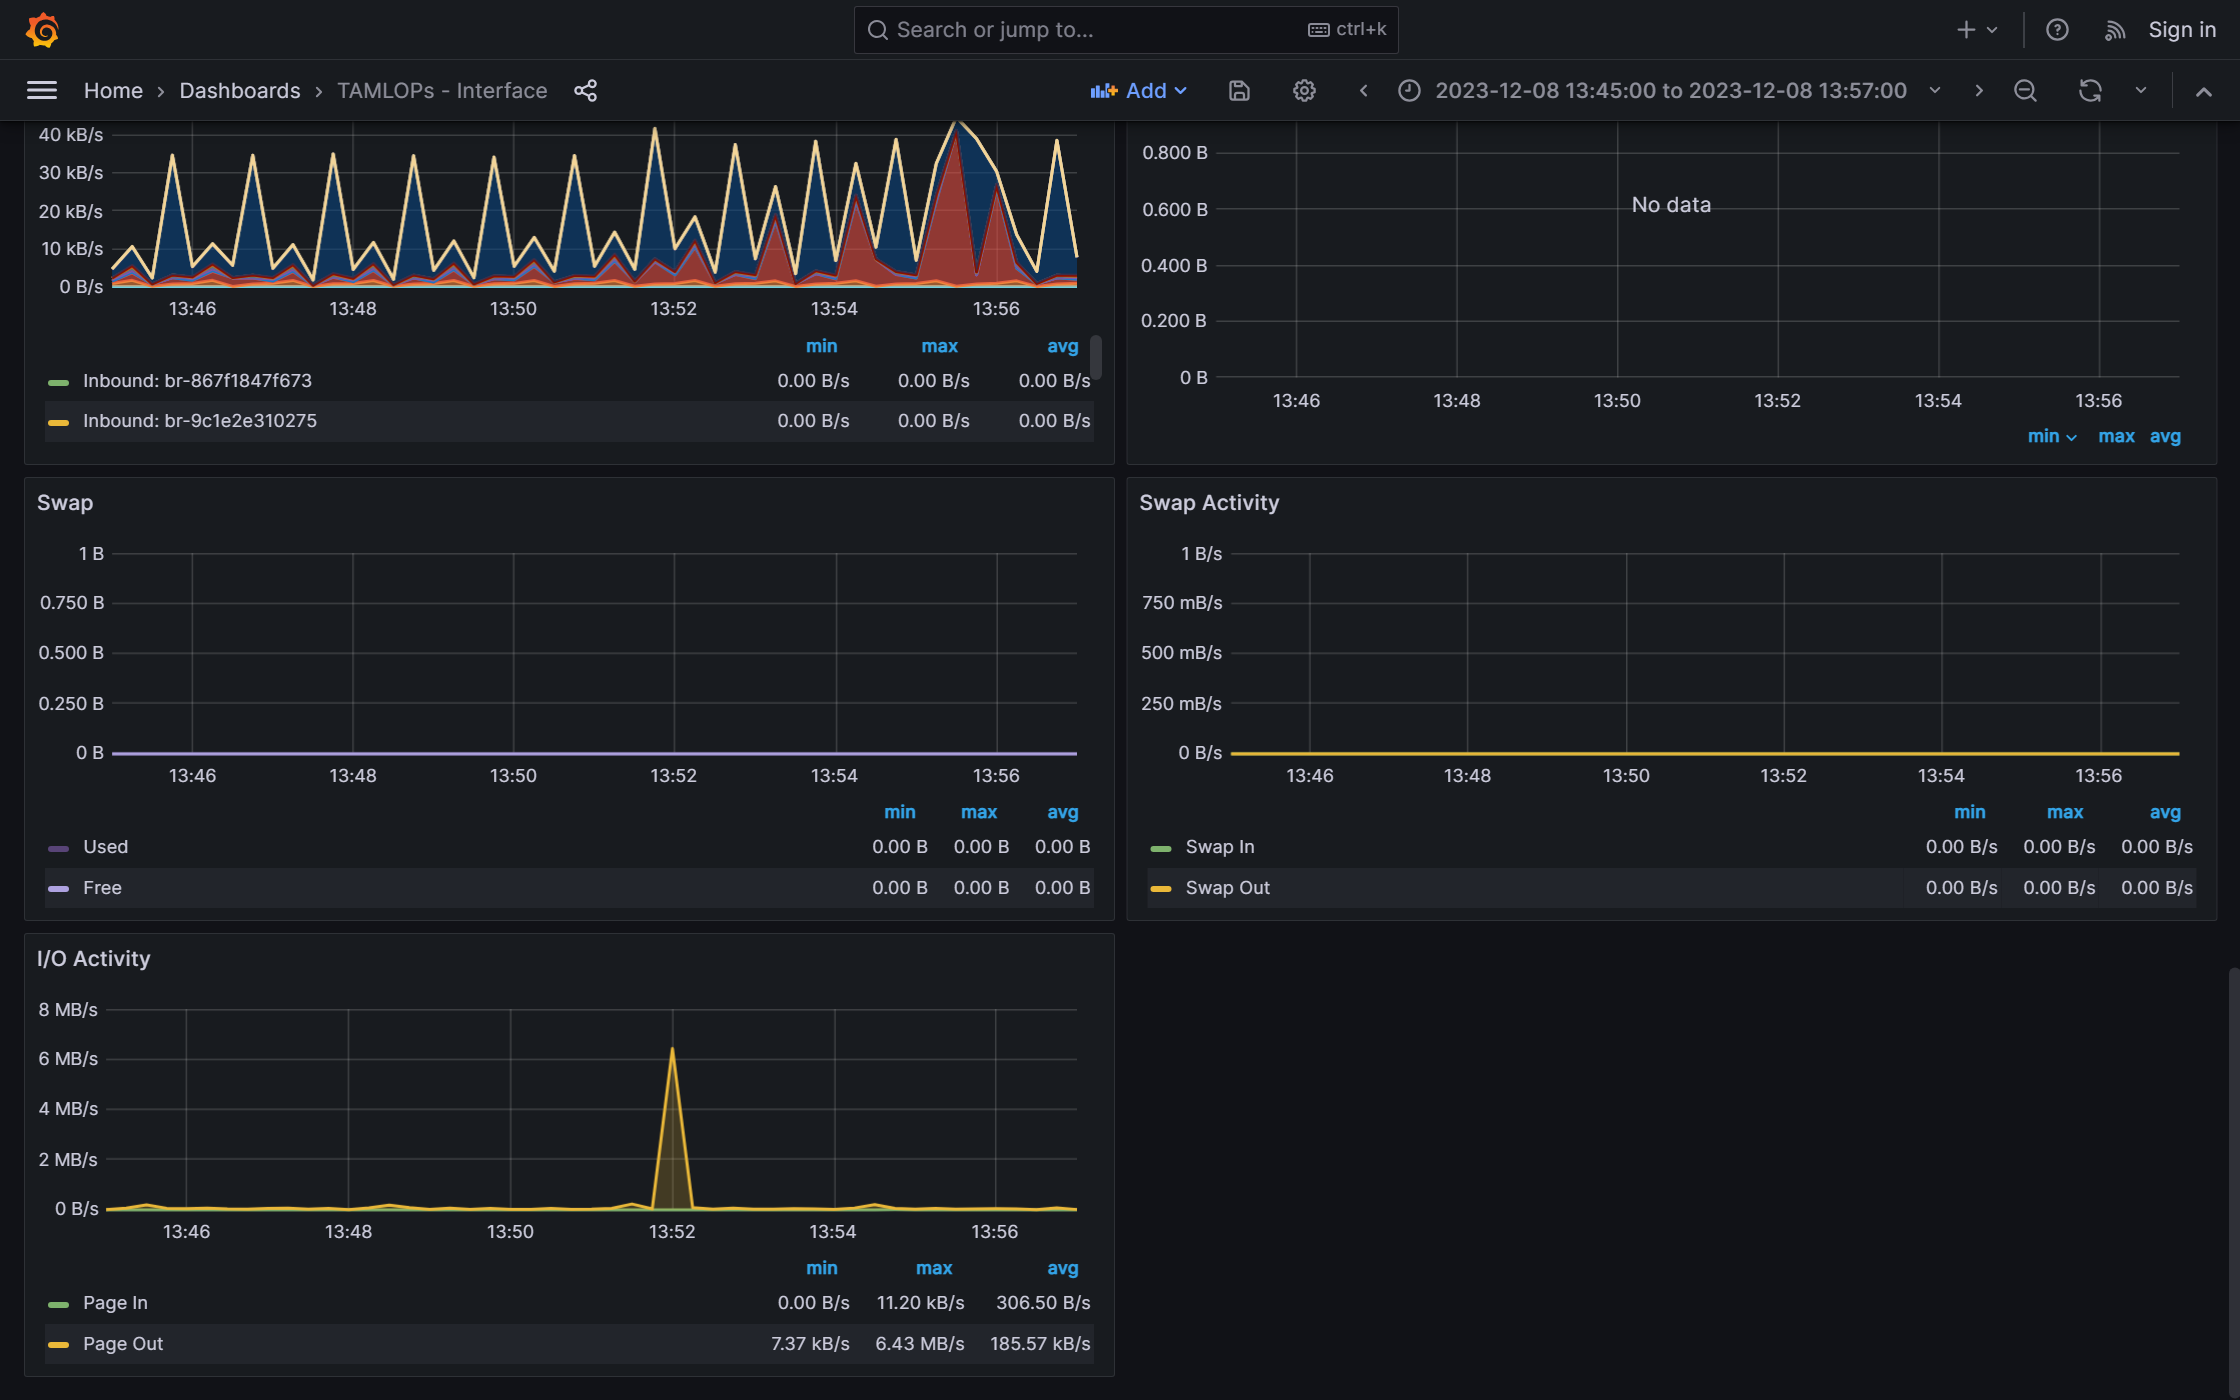 Search or jump to... ctrl+k Sign in
Home › Dashboards › TAMLOPs - Interface Add 2023-12-08 13:45:00 to 2023-12-08 13:57:00
40 kB/s
30 kB/s
20 kB/s
10 kB/s
0 B/s
13:46 13:48 13:50 13:52 13:54 13:56
min max avg
Inbound: br-867f1847f673 0.00 B/s 0.00 B/s 0.00 B/s
Inbound: br-9c1e2e310275 0.00 B/s 0.00 B/s 0.00 B/s
0.800 B
No data
0.600 B
0.400 B
0.200 B
0 B
13:46 13:48 13:50 13:52 13:54 13:56
min max avg
Swap
1 B
0.750 B
0.500 B
0.250 B
0 B
13:46 13:48 13:50 13:52 13:54 13:56
min max avg
Used 0.00 B 0.00 B 0.00 B
Free 0.00 B 0.00 B 0.00 B
Swap Activity
1 B/s
750 mB/s
500 mB/s
250 mB/s
0 B/s
13:46 13:48 13:50 13:52 13:54 13:56
min max avg
Swap In 0.00 B/s 0.00 B/s 0.00 B/s
Swap Out 0.00 B/s 0.00 B/s 0.00 B/s
I/O Activity
8 MB/s
6 MB/s
4 MB/s
2 MB/s
0 B/s
13:46 13:48 13:50 13:52 13:54 13:56
min max avg
Page In 0.00 B/s 11.20 kB/s 306.50 B/s
Page Out 7.37 kB/s 6.43 MB/s 185.57 kB/s